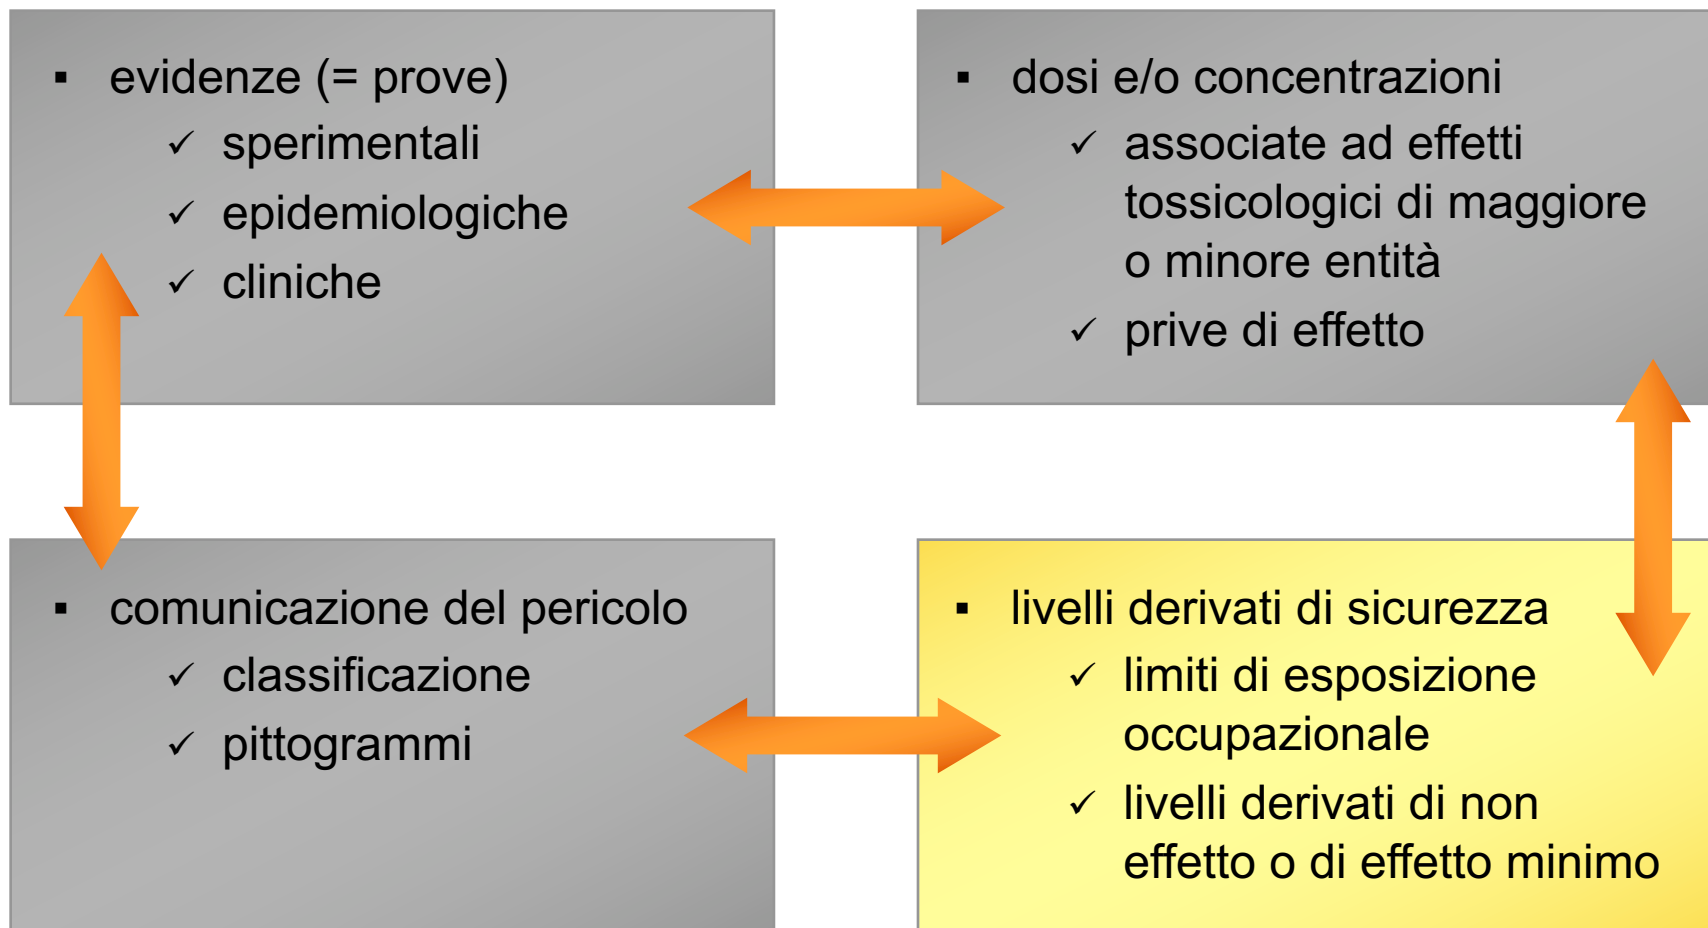 ▪ evidenze (= prove)
✓ sperimentali
✓ epidemiologiche
✓ cliniche
▪ dosi e/o concentrazioni
✓ associate ad effetti
tossicologici di maggiore
o minore entità
✓ prive di effetto
▪ comunicazione del pericolo
✓ classificazione
✓ pittogrammi
▪ livelli derivati di sicurezza
✓ limiti di esposizione
occupazionale
✓ livelli derivati di non
effetto o di effetto minimo